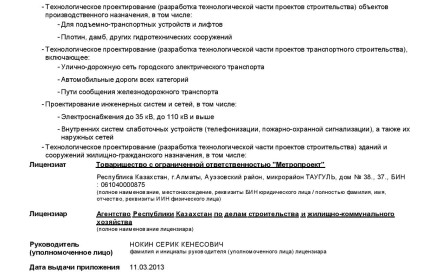 - Технологическое проектирование (разработка технологической части проектов строительства) объектов
производственного назначения, в том числе:
- Для подъемно-транспортных устройств и лифтов
- Плотин, дамб, других гидротехнических сооружений
- Технологическое проектирование (разработка технологической части проектов транспортного строительства),
включающее:
- Улично-дорожную сеть городского электрического транспорта
- Автомобильные дороги всех категорий
- Пути сообщения железнодорожного транспорта
- Проектирование инженерных систем и сетей, в том числе:
- Электроснабжения до 35 кВ, до 110 кВ и выше
- Внутренних систем слаботочных устройств (телефонизации, пожарно-охранной сигнализации), а также их
наружных сетей
- Технологическое проектирование (разработка технологической части проектов строительства) зданий и
сооружений жилищно-гражданского назначения, в том числе:
Лицензиат Товарищество с ограниченной ответственностью "Метропроект"
Республика Казахстан, г.Алматы, Ауэзовский район, микрорайон ТАУГУЛЬ, дом № 38., 37., БИН
: 061040000875
(полное наименование, местонахождение, реквизиты БИН юридического лица / полностью фамилия, имя,
отчество, реквизиты ИИН физического лица)
Лицензиар Агентство Республики Казахстан по делам строительства и жилищно-коммунального
хозяйства
(полное наименование лицензиара)
Руководитель НОКИН СЕРИК КЕНЕСОВИЧ
(уполномоченное лицо) фамилия и инициалы руководителя (уполномоченного лица) лицензиара
Дата выдачи приложения 11.03.2013